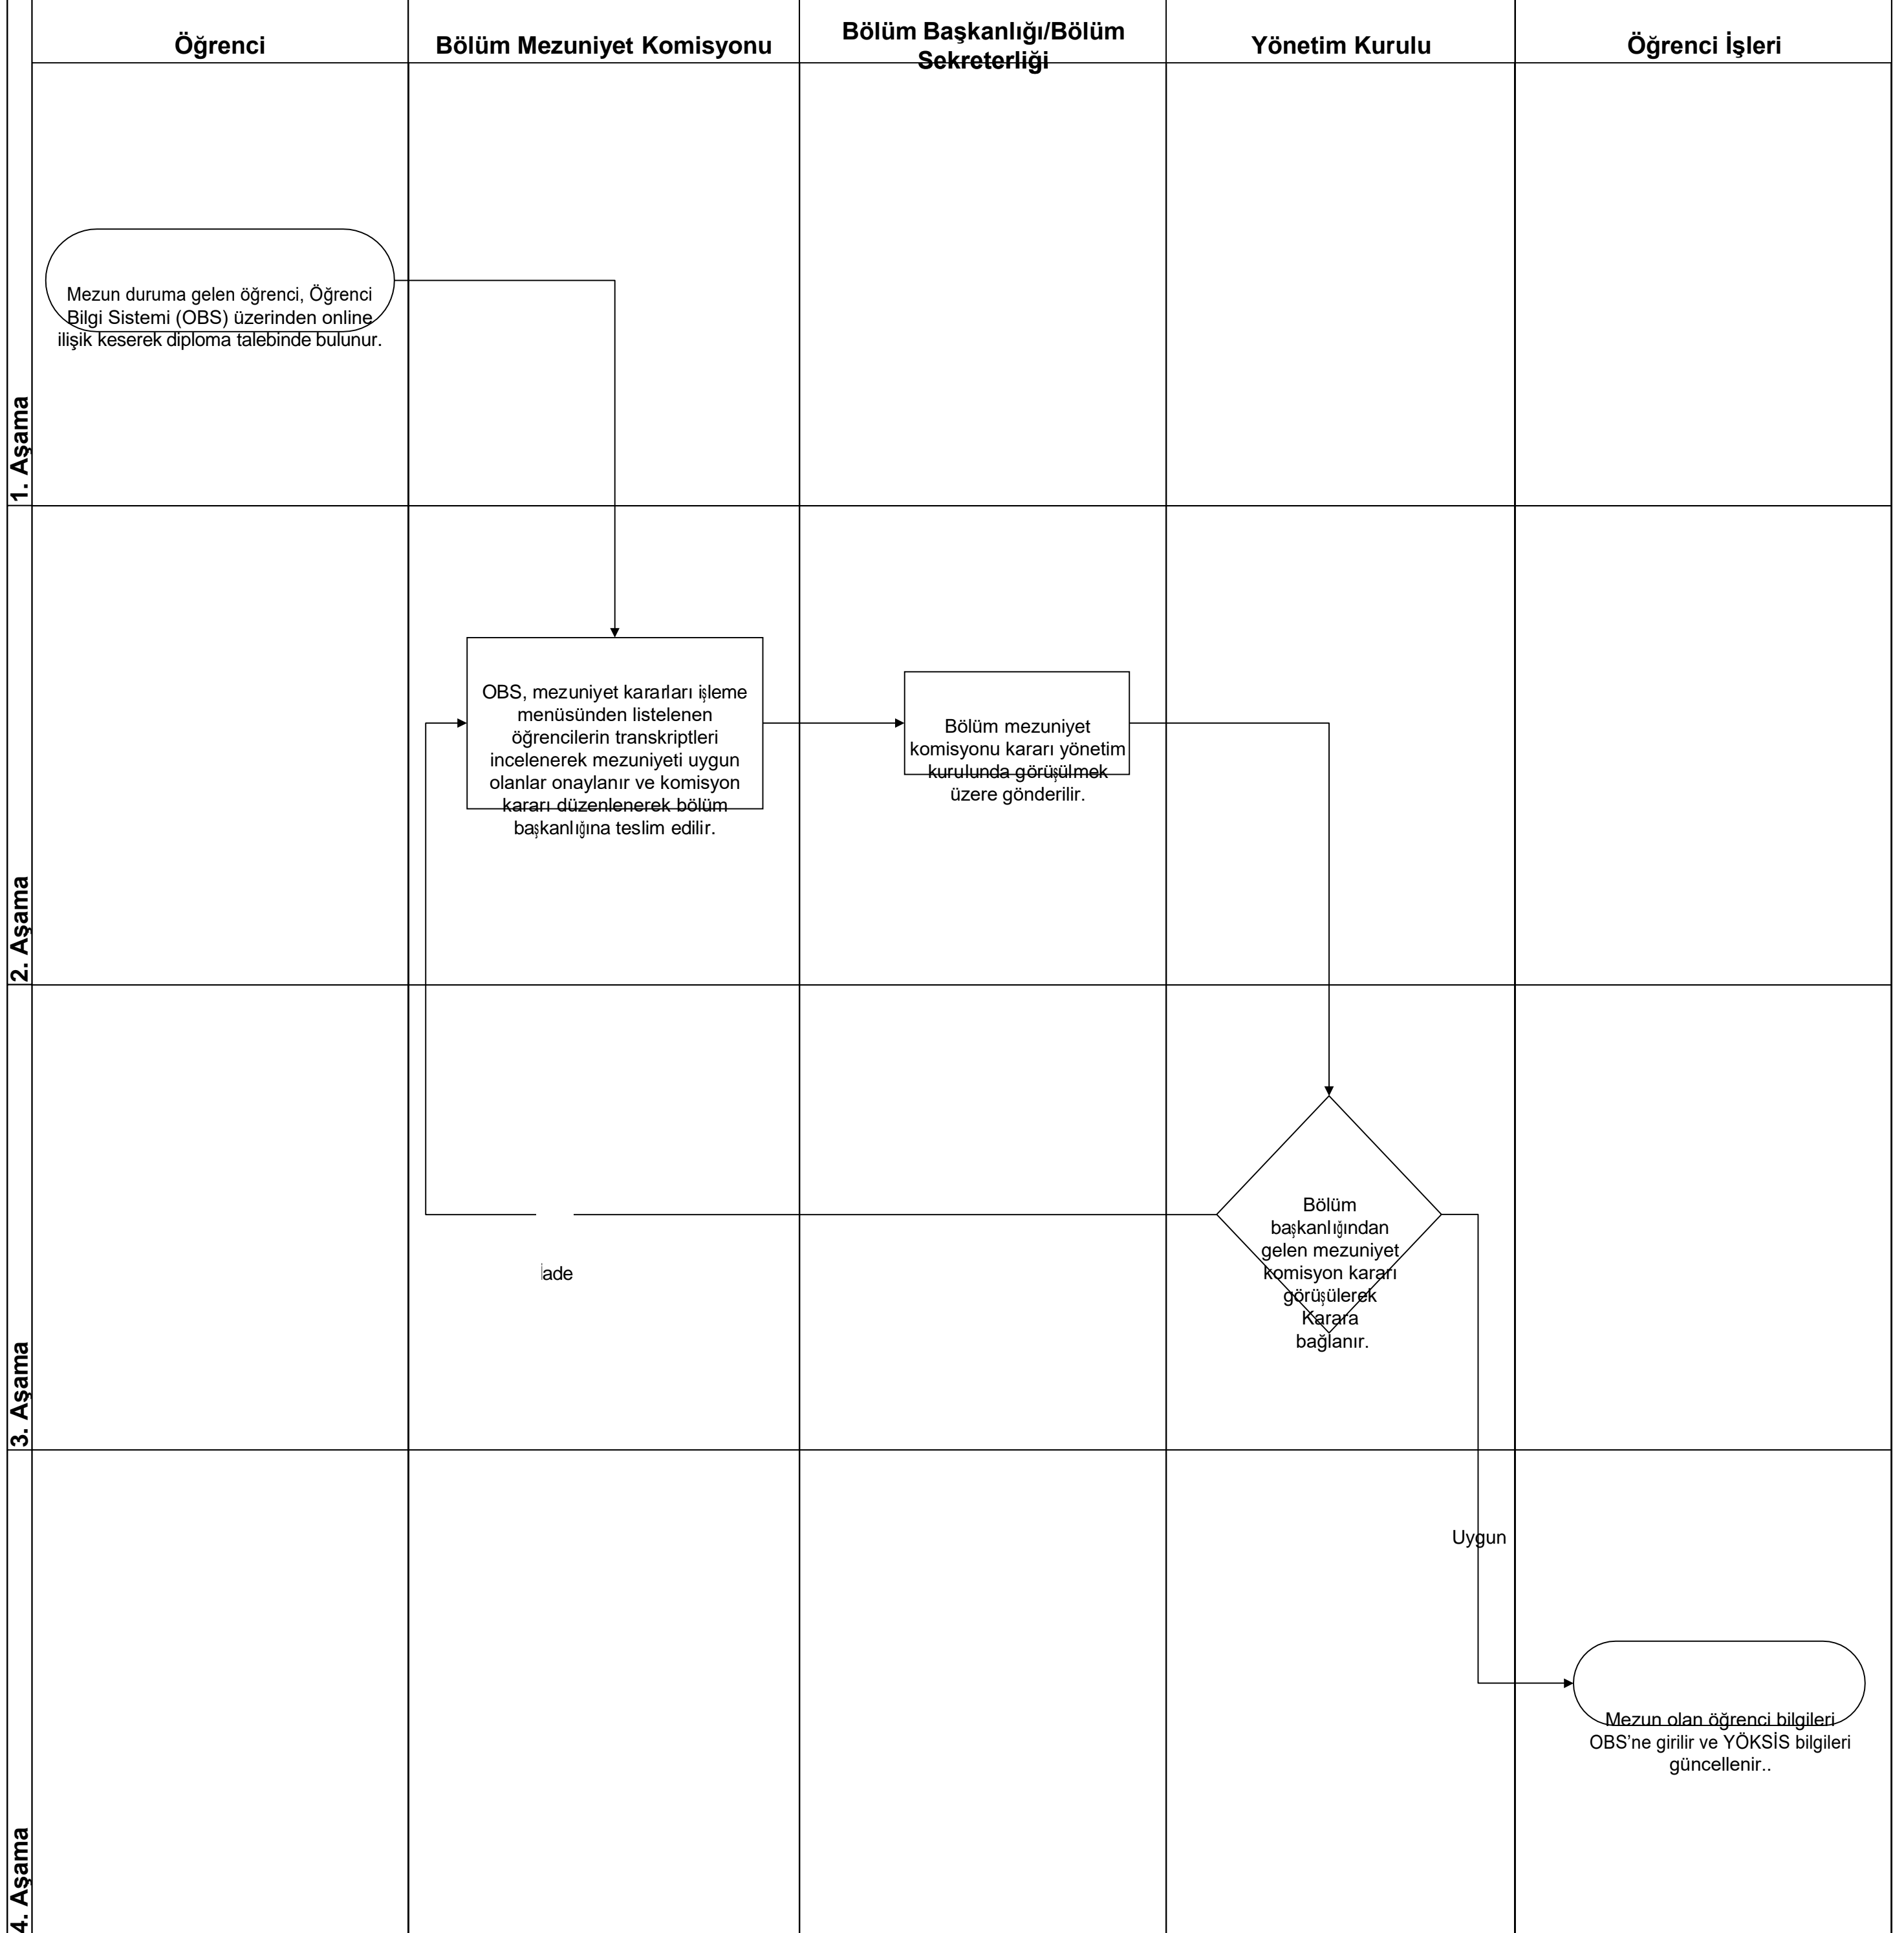 Öğrenci
Bölüm Mezuniyet Komisyonu
Bölüm Başkanlığı/Bölüm
Sekreterliği
Yönetim Kurulu
Öğrenci İşleri
1. Aşama
Mezun duruma gelen öğrenci, Öğrenci
Bilgi Sistemi (OBS) üzerinden online
ilişik keserek diploma talebinde bulunur.
2. Aşama
OBS, mezuniyet kararları işleme
menüsünden listelenen
öğrencilerin transkriptleri
incelenerek mezuniyeti uygun
olanlar onaylanır ve komisyon
kararı düzenlenerek bölüm
başkanlığına teslim edilir.
Bölüm mezuniyet
komisyonu kararı yönetim
kurulunda görüşülmek
üzere gönderilir.
3. Aşama
İade
Bölüm
başkanlığından
gelen mezuniyet
komisyon kararı
görüşülerek
Karara
bağlanır.
4. Aşama
Uygun
Mezun olan öğrenci bilgileri
OBS’ne girilir ve YÖKSİS bilgileri
güncellenir..